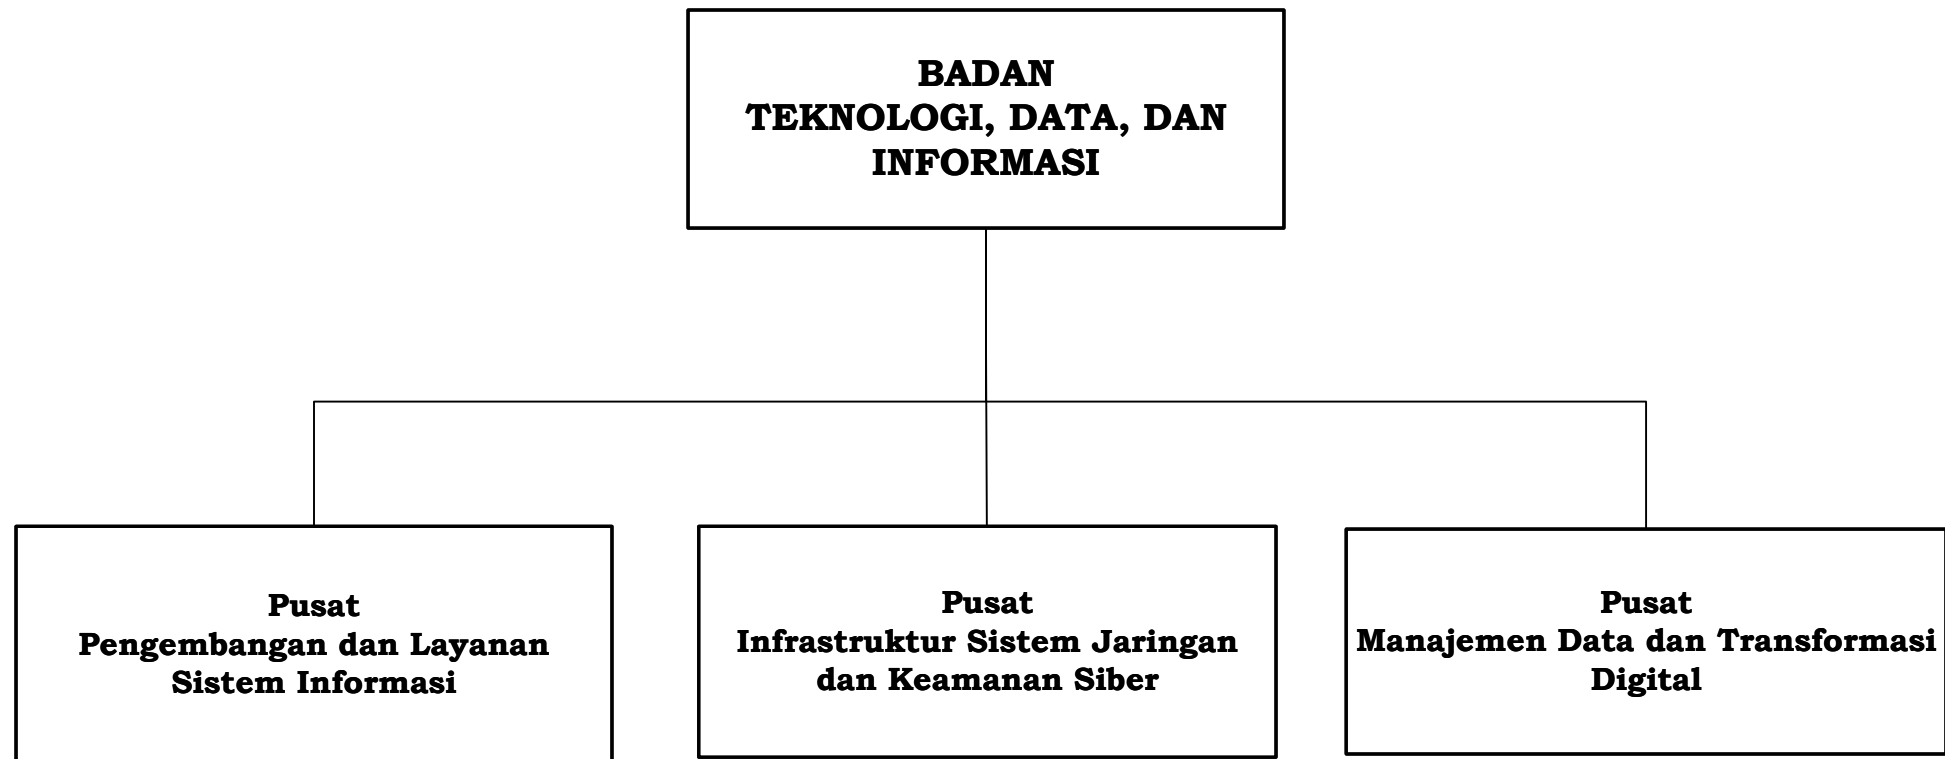 BADAN
TEKNOLOGI, DATA, DAN
INFORMASI
Pusat
Pengembangan dan Layanan
Sistem Informasi
Pusat
Infrastruktur Sistem Jaringan
dan Keamanan Siber
Pusat
Manajemen Data dan Transformasi
Digital